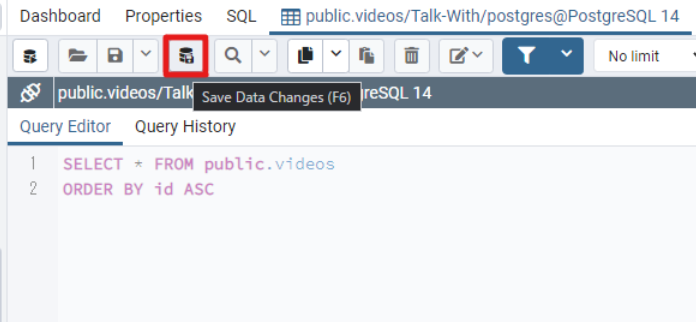 Dashboard Properties SQL public.videos/Talk-With/postgres@PostgreSQL 14
No limit
public.videos/Talk greSQL 14
Save Data Changes (F6)
Query Editor Query History
1 SELECT * FROM public.videos
2 ORDER BY id ASC